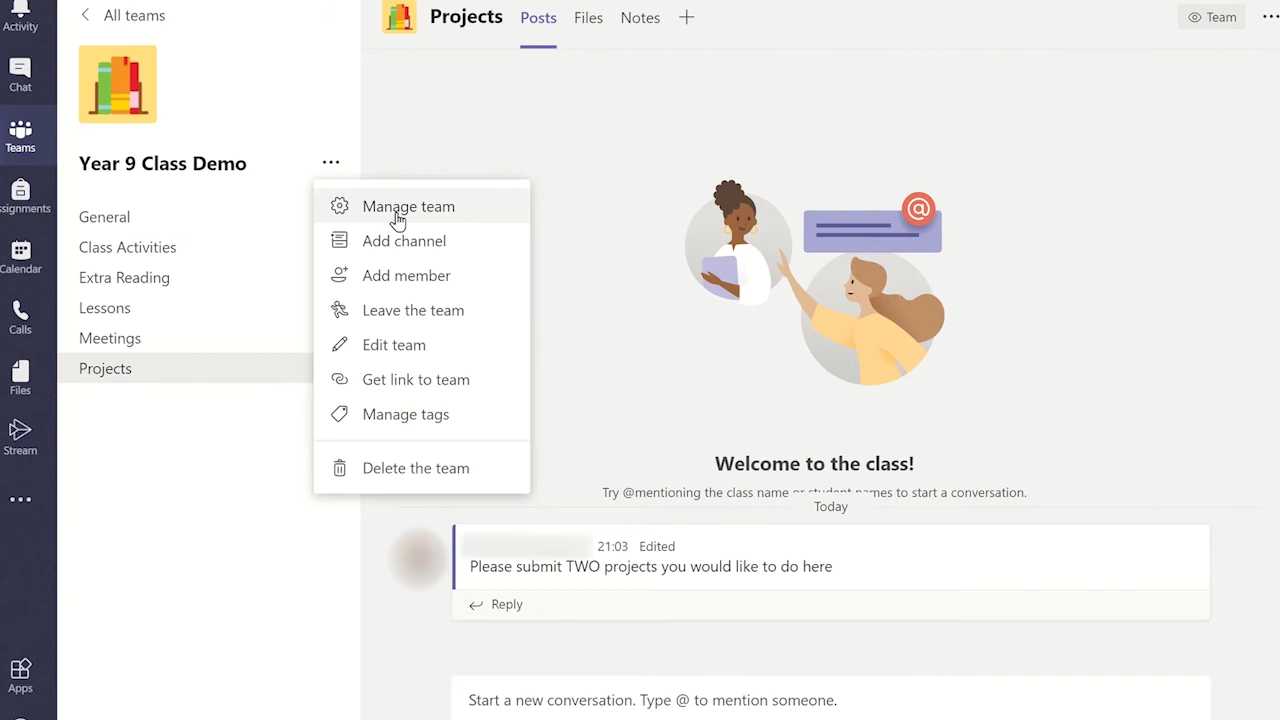 Activity
Chat
Teams
ssignments
Calendar
Calls
Files
Stream
Apps
All teams
Year 9 Class Demo
General
Class Activities
Extra Reading
Lessons
Meetings
Projects
Manage team
Add channel
Add member
Leave the team
Edit team
Get link to team
Manage tags
Delete the team
Projects Posts Files Notes
Team
@
Welcome to the class!
Try @mentioning the class name or student names to start a conversation.
Today
21:03 Edited
Please submit TWO projects you would like to do here
Reply
Start a new conversation. Type @ to mention someone.